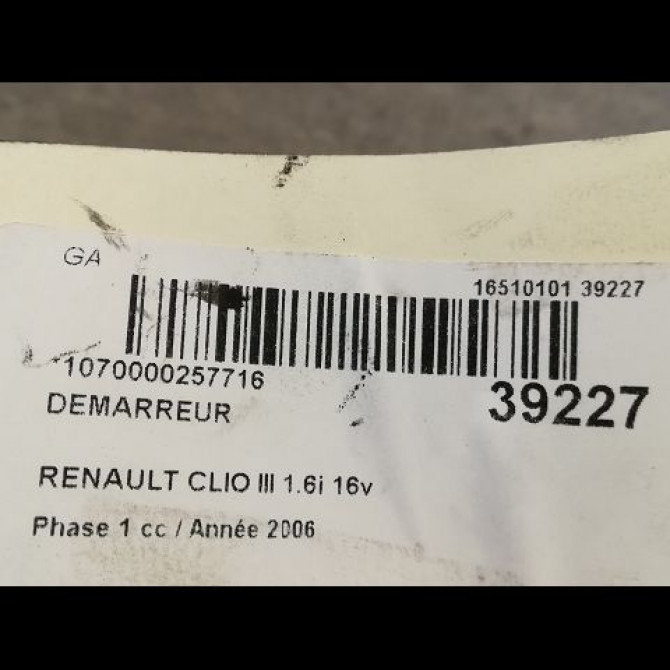 GA
16510101 39227
1070000257716
39227
DEMARREUR
RENAULT CLIO III 1.6i 16v
Phase 1 cc / Année 2006